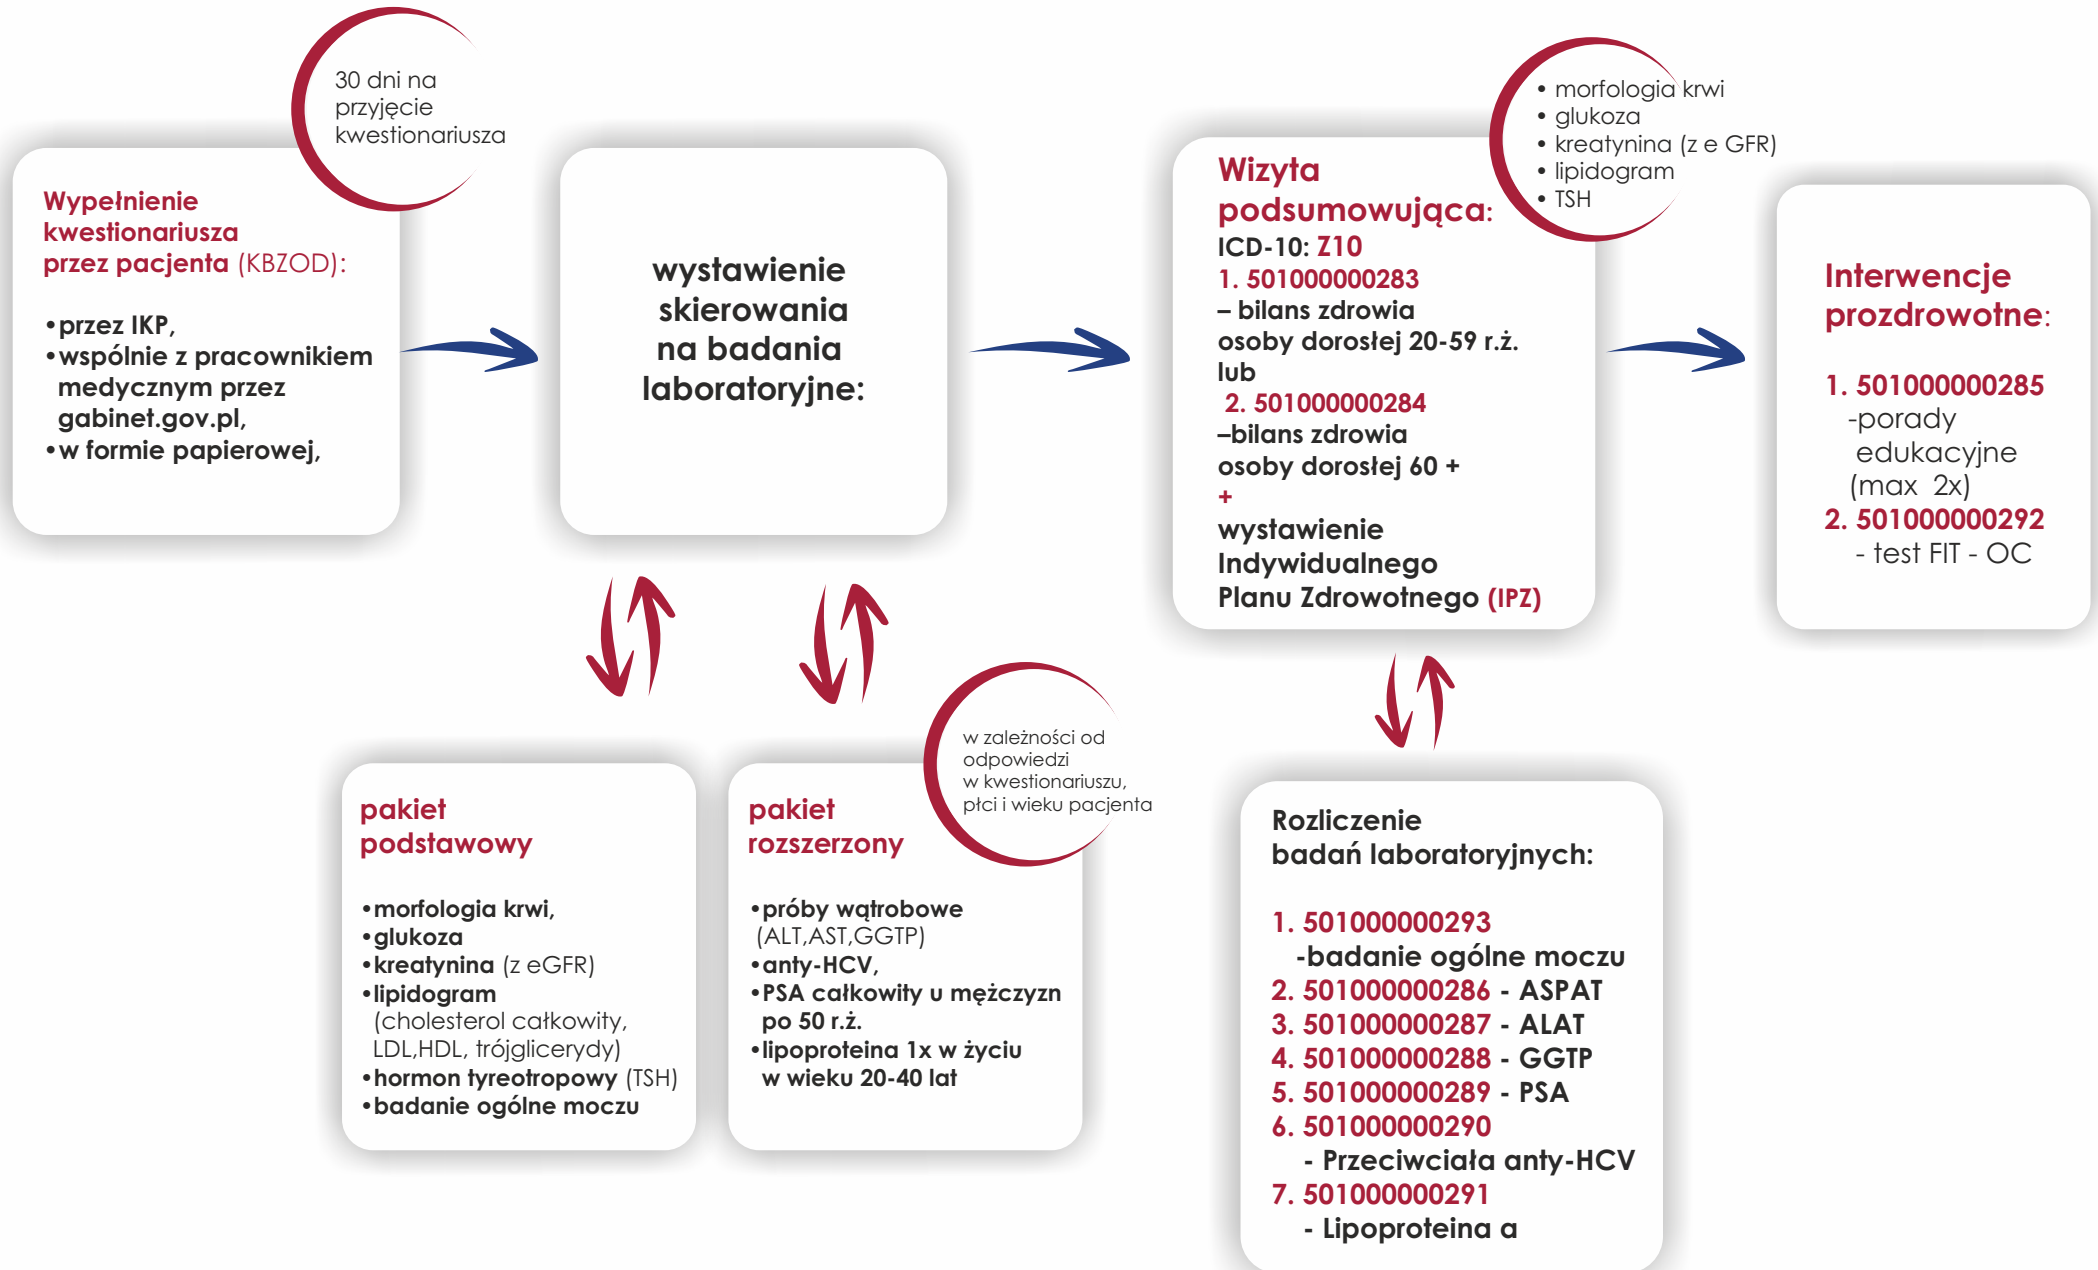 30 dni na
przyjęcie
kwestionariusza
Wypełnienie
kwestionariusza
przez pacjenta (KBZOD):
•przez IKP,
•wspólnie z pracownikiem
medycznym przez
gabinet.gov.pl,
•w formie papierowej,
wystawienie
skierowania
na badania
laboratoryjne:
pakiet
podstawowy
•morfologia krwi,
•glukoza
•kreatynina (z eGFR)
•lipidogram
(cholesterol całkowity,
LDL,HDL, trójglicerydy)
•hormon tyreotropowy (TSH)
•badanie ogólne moczu
w zależności od
odpowiedzi
w kwestionariuszu,
płci i wieku pacjenta
pakiet
rozszerzony
•próby wątrobowe
(ALT,AST,GGTP)
•anty-HCV,
•PSA całkowity u mężczyzn
po 50 r.ż.
•lipoproteina 1x w życiu
w wieku 20-40 lat
• morfologia krwi
• glukoza
• kreatynina (z e GFR)
• lipidogram
• TSH
Wizyta
podsumowująca:
ICD-10: Z10
1. 501000000283
– bilans zdrowia
osoby dorosłej 20-59 r.ż.
lub
2. 501000000284
–bilans zdrowia
osoby dorosłej 60 +
+
wystawienie
Indywidualnego
Planu Zdrowotnego (IPZ)
Rozliczenie
badań laboratoryjnych:
1. 501000000293
-badanie ogólne moczu
2. 501000000286 - ASPAT
3. 501000000287 - ALAT
4. 501000000288 - GGTP
5. 501000000289 - PSA
6. 501000000290
- Przeciwciała anty-HCV
7. 501000000291
- Lipoproteina a
Interwencje
prozdrowotne:
1. 501000000285
-porady
edukacyjne
(max 2x)
2. 501000000292
- test FIT - OC